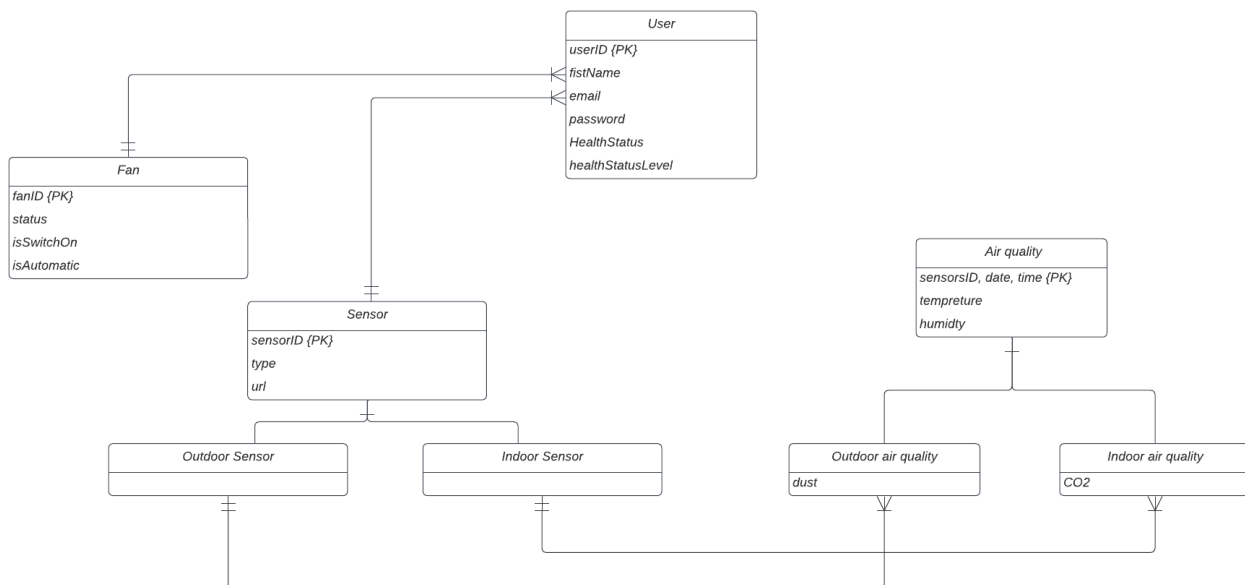 User
userID {PK}
fistName
email
password
HealthStatus
healthStatusLevel
Fan
fanID {PK}
status
isSwitchOn
isAutomatic
Air quality
sensorsID, date, time {PK}
tempreture
humidty
Sensor
sensorID {PK}
type
url
Outdoor Sensor
Indoor Sensor
Outdoor air quality
dust
Indoor air quality
CO2